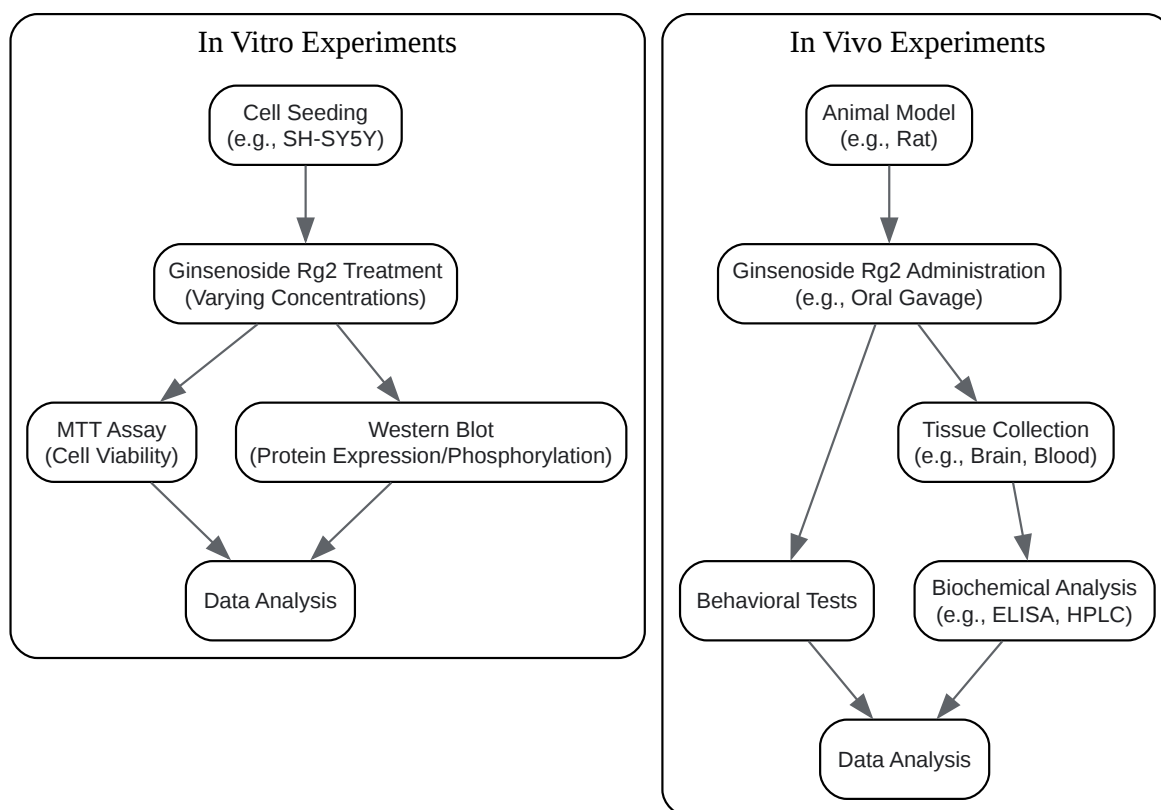 In Vitro Experiments
Cell Seeding
(e.g., SH-SY5Y)
Ginsenoside Rg2 Treatment
(Varying Concentrations)
MTT Assay
(Cell Viability)
Western Blot
(Protein Expression/Phosphorylation)
Data Analysis
In Vivo Experiments
Animal Model
(e.g., Rat)
Ginsenoside Rg2 Administration
(e.g., Oral Gavage)
Tissue Collection
(e.g., Brain, Blood)
Behavioral Tests
Biochemical Analysis
(e.g., ELISA, HPLC)
Data Analysis